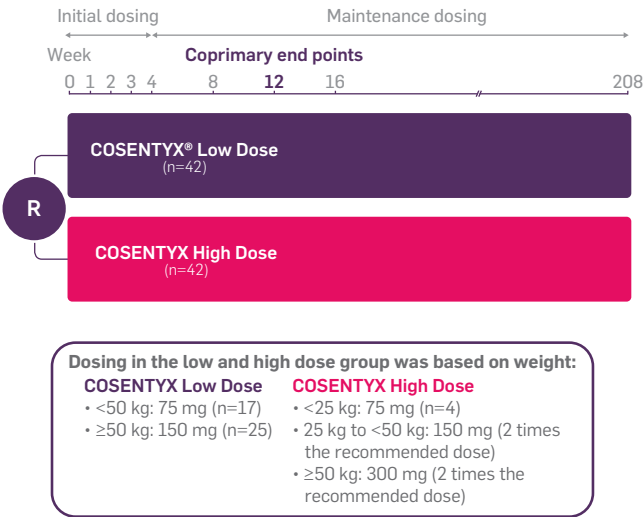 Initial dosing Maintenance dosing
Week Coprimary end points
0 1 2 3 4 8 12 16 208
COSENTYX® Low Dose
(n=42)
R
COSENTYX High Dose
(n=42)
Dosing in the low and high dose group was based on weight:
COSENTYX Low Dose
• <50 kg: 75 mg (n=17)
• ≥50 kg: 150 mg (n=25)
COSENTYX High Dose
• <25 kg: 75 mg (n=4)
• 25 kg to <50 kg: 150 mg (2 times
the recommended dose)
• ≥50 kg: 300 mg (2 times the
recommended dose)